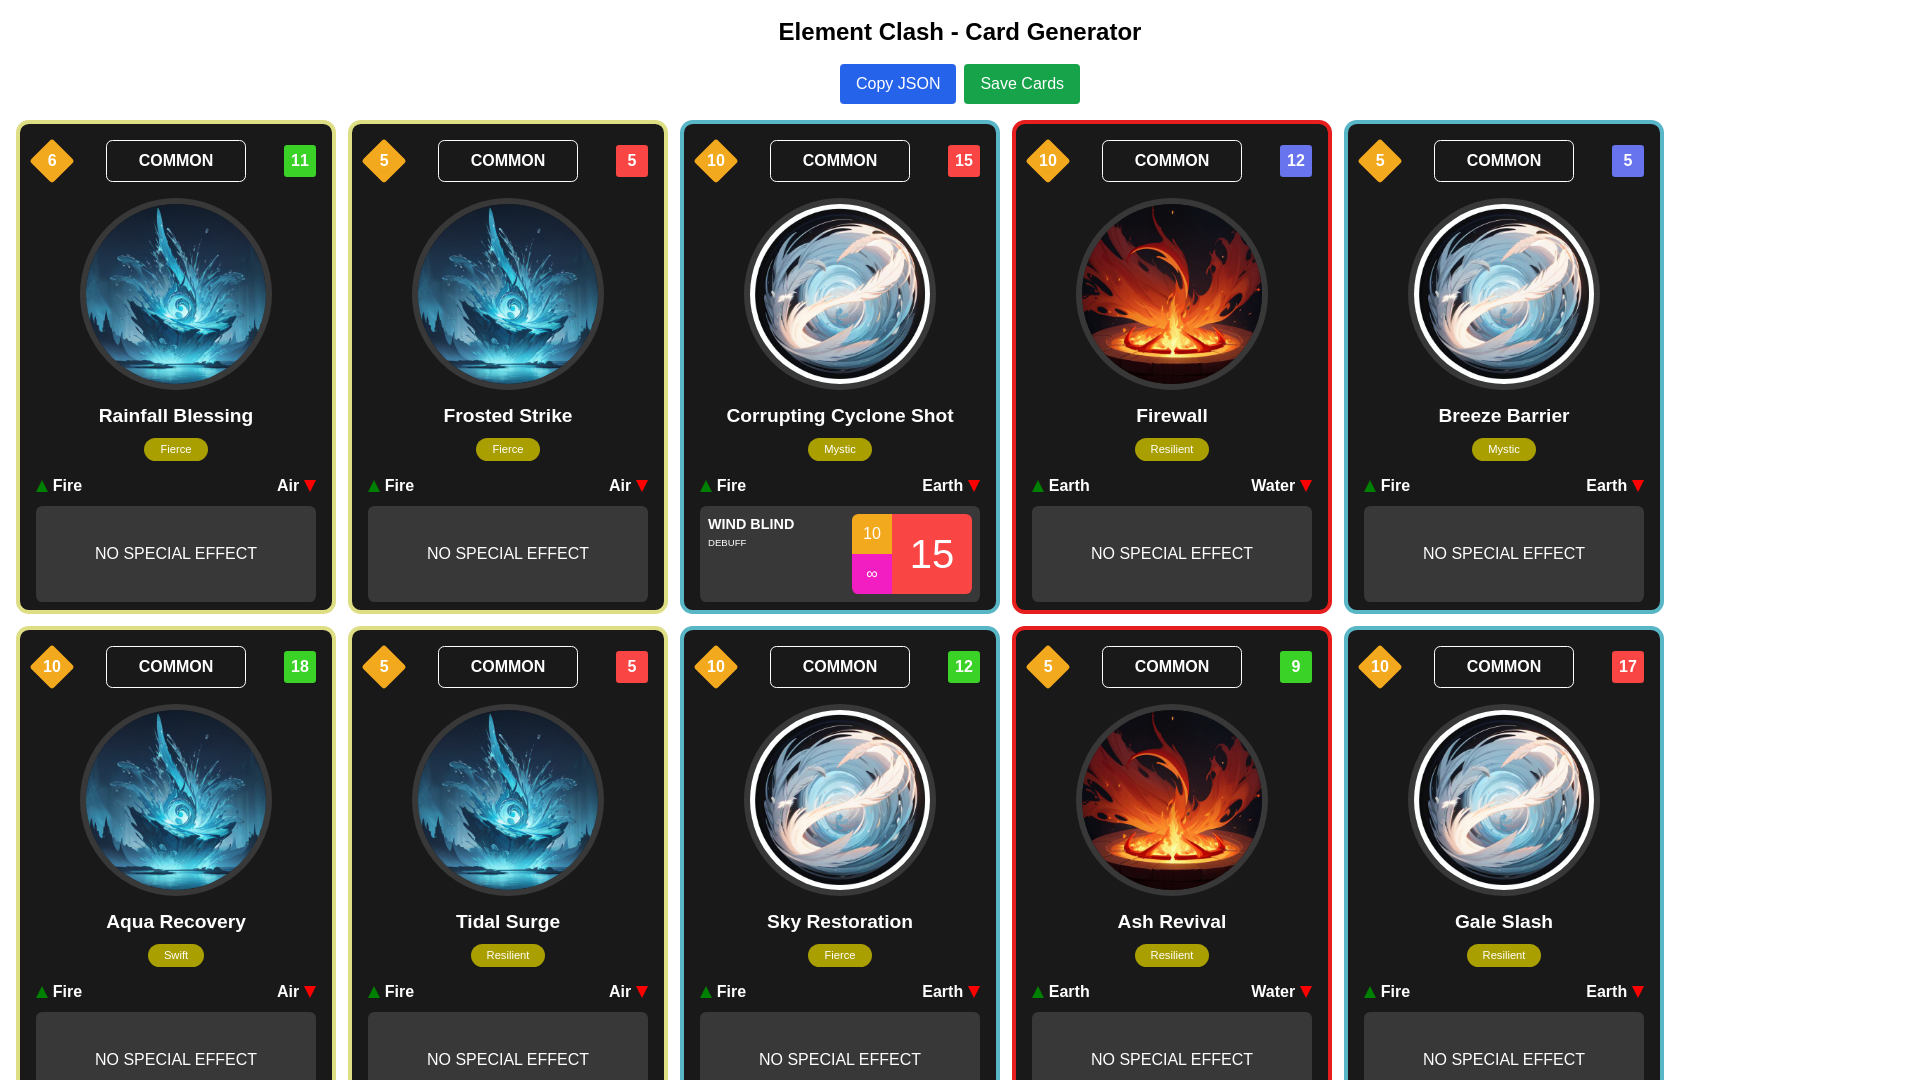 Element Clash - Card Generator
Copy JSON Save Cards
6 COMMON 11
Rainfall Blessing
Fierce
▲ Fire Air ▼
NO SPECIAL EFFECT
5 COMMON 5
Frosted Strike
Fierce
▲ Fire Air ▼
NO SPECIAL EFFECT
10 COMMON 15
Corrupting Cyclone Shot
Mystic
▲ Fire Earth ▼
WIND BLIND
DEBUFF
10
∞
15
10 COMMON 12
Firewall
Resilient
▲ Earth Water ▼
NO SPECIAL EFFECT
5 COMMON 5
Breeze Barrier
Mystic
▲ Fire Earth ▼
NO SPECIAL EFFECT
10 COMMON 18
Aqua Recovery
Swift
▲ Fire Air ▼
NO SPECIAL EFFECT
5 COMMON 5
Tidal Surge
Resilient
▲ Fire Air ▼
NO SPECIAL EFFECT
10 COMMON 12
Sky Restoration
Fierce
▲ Fire Earth ▼
NO SPECIAL EFFECT
5 COMMON 9
Ash Revival
Resilient
▲ Earth Water ▼
NO SPECIAL EFFECT
10 COMMON 17
Gale Slash
Resilient
▲ Fire Earth ▼
NO SPECIAL EFFECT